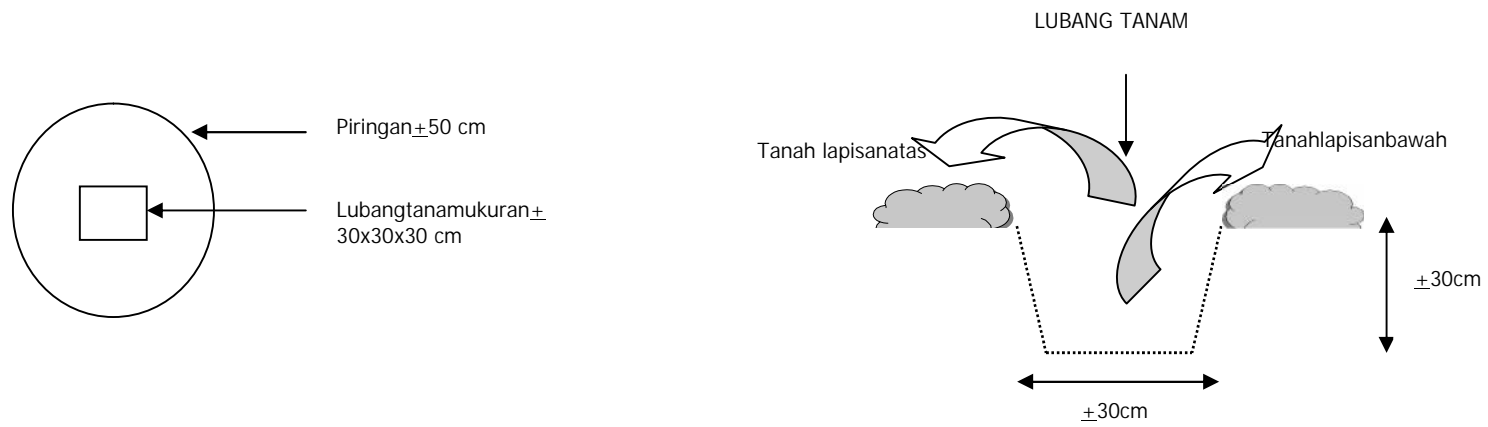 LUBANG TANAM
Piringan±50 cm
Lubangtanamukuran±
30x30x30 cm
Tanah lapisanatas
Tanahlapisanbawah
±30cm
±30cm